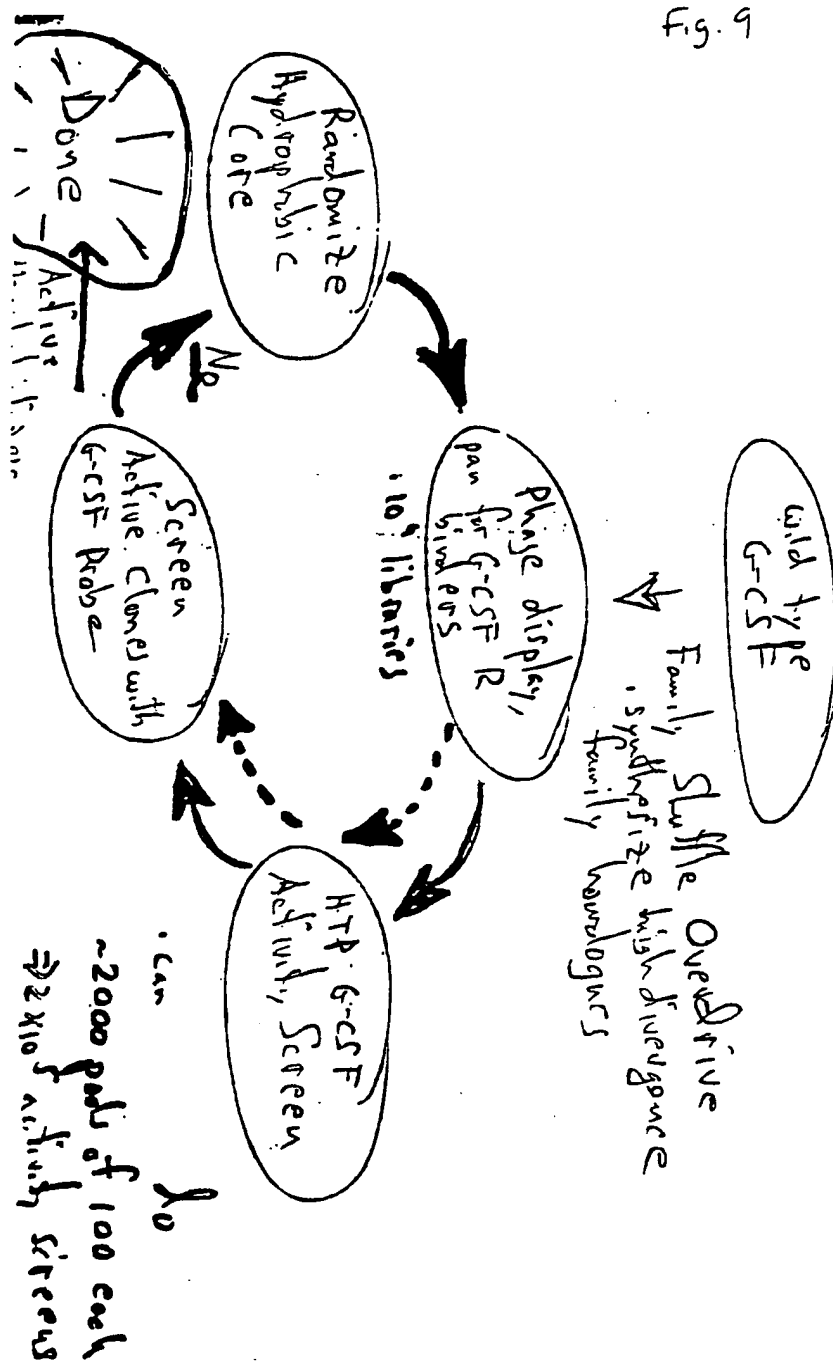 Fig. 9
wild type
G-CSF
Family Shuffle Overdrive
. synthesize high divergence
family homologues
Phage display,
pan for G-CSF R
binders
libraries
HTP G-CSF
Activity Screen
. can do
~2000 pools of 100 each
⇒ 2x10⁵ activity screens
Screen
Active Clones with
G-CSF Probe
No
Randomize
Hydrophobic
Core
Active
Done